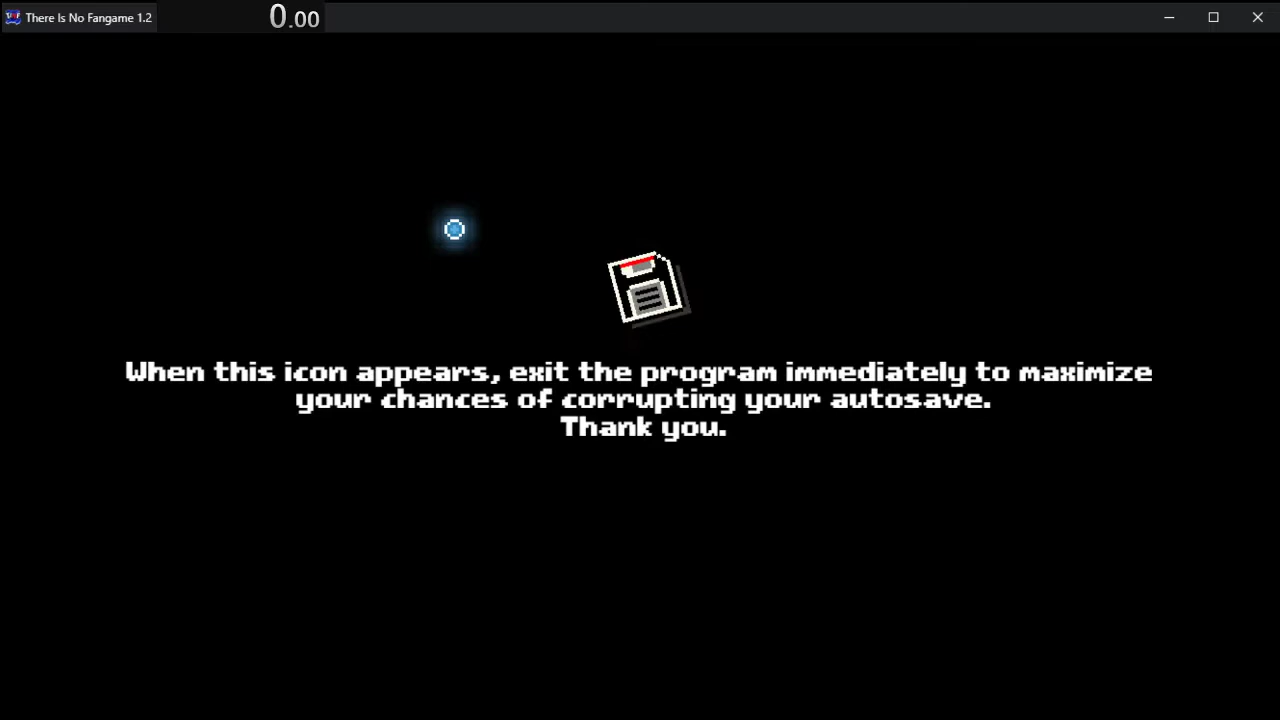 There Is No Fangame 1.2
0.00
When this icon appears, exit the program immediately to maximize
your chances of corrupting your autosave.
Thank you.